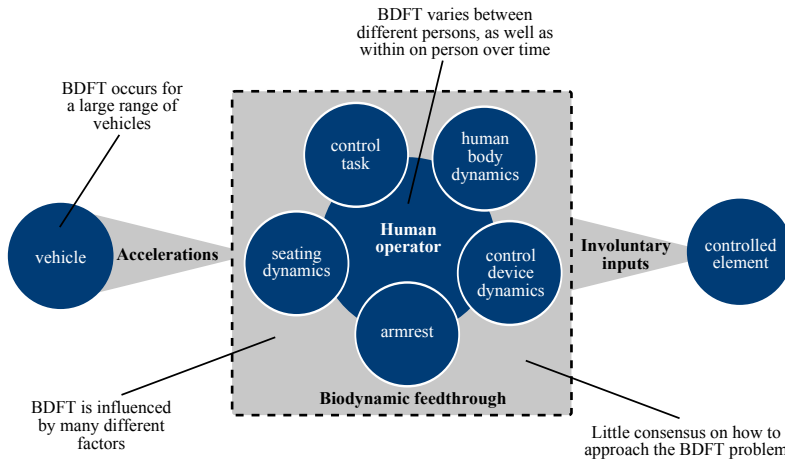 BDFT varies between
different persons, as well as
within on person over time
BDFT occurs for
a large range of
vehicles
control
task
human
body
dynamics
Human
operator
vehicle
Accelerations
seating
dynamics
control
device
dynamics
Involuntary
inputs
controlled
element
armrest
Biodynamic feedthrough
BDFT is influenced
by many different
factors
Little consensus on how to
approach the BDFT problem